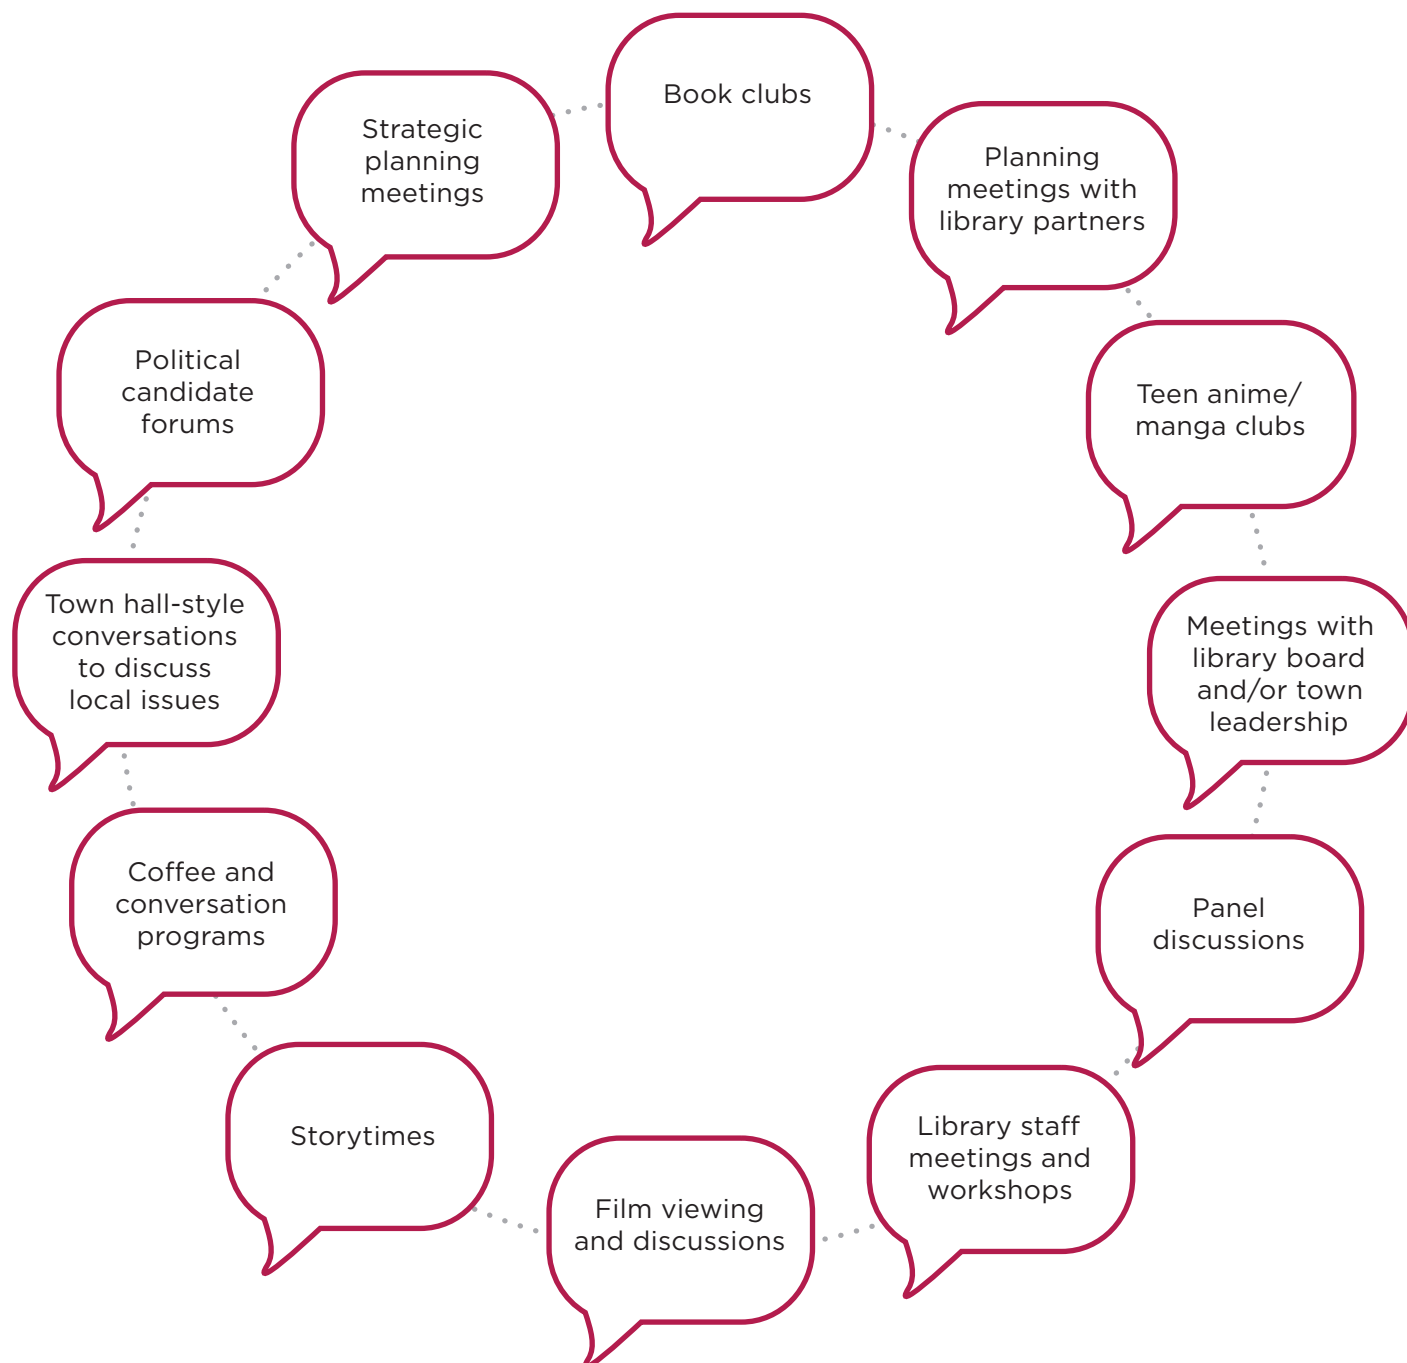 Book clubs
Planning
meetings with
library partners
Teen anime/
manga clubs
Meetings with
library board
and/or town
leadership
Panel
discussions
Library staff
meetings and
workshops
Film viewing
and discussions
Storytimes
Coffee and
conversation
programs
Town hall-style
conversations
to discuss
local issues
Political
candidate
forums
Strategic
planning
meetings